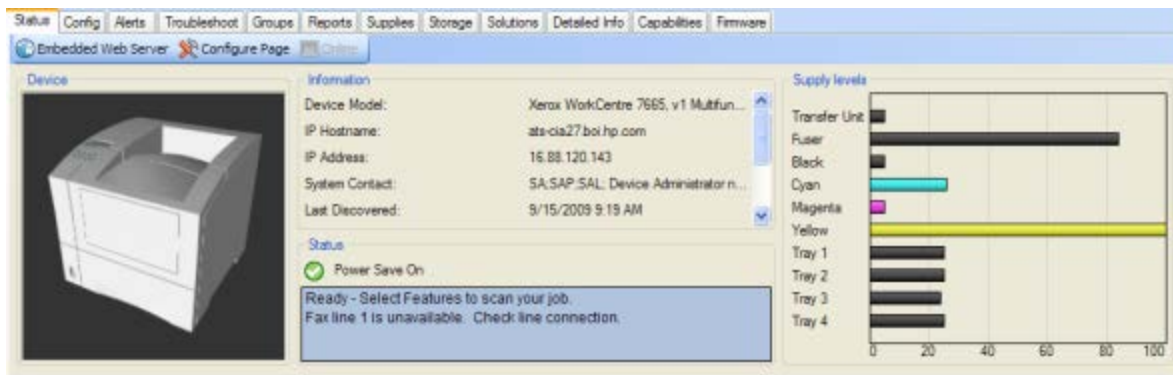 Status Config Alerts Troubleshoot Groups Reports Supplies Storage Solutions Detailed Info Capabilities Firmware
Embedded Web Server Configure Page Online
Device
Information
Device Model: Xerox WorkCentre 7665, v1 Multifun...
IP Hostname: ats-cia27.boi.hp.com
IP Address: 16.88.120.143
System Contact: SA;SAP;SAL; Device Administrator n...
Last Discovered: 9/15/2009 9:19 AM
Status
Power Save On
Ready - Select Features to scan your job.
Fax line 1 is unavailable. Check line connection.
Supply levels
Transfer Unit
Fuser
Black
Cyan
Magenta
Yellow
Tray 1
Tray 2
Tray 3
Tray 4
0 20 40 60 80 100